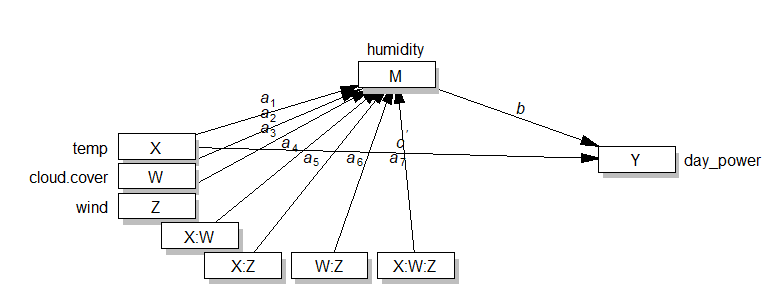 humidity
M
a1
a2
a3
b
temp
X
a4
a5
a6
c'
a7
Y
day_power
cloud.cover
W
wind
Z
X:W
X:Z
W:Z
X:W:Z